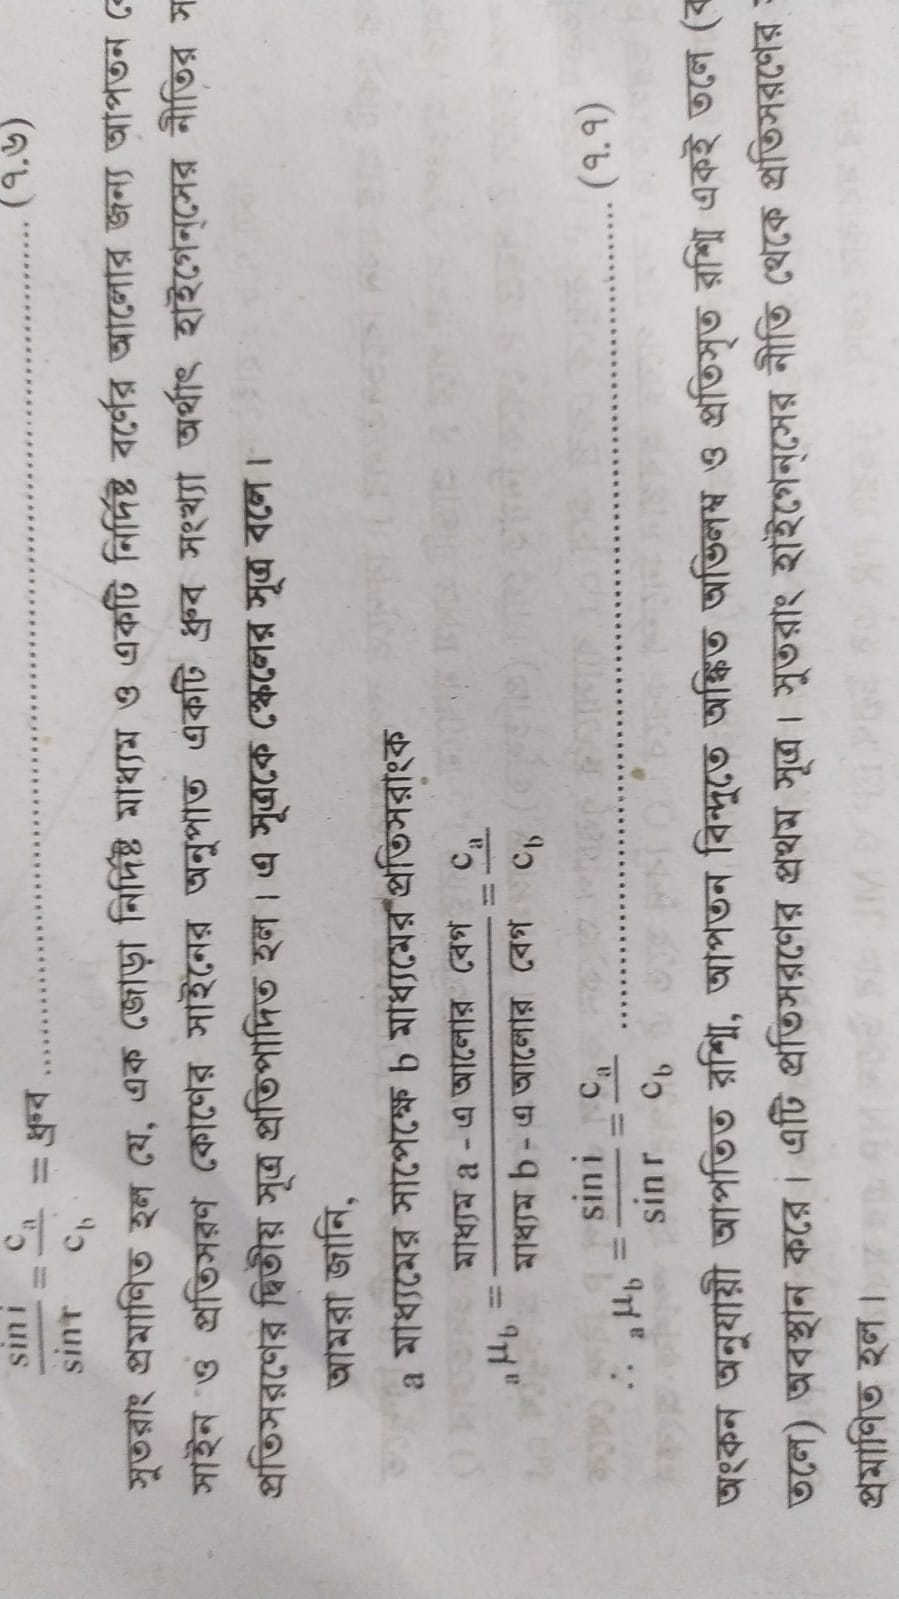 sin i / sin r = cₐ / c_b = ধ্রুব ........................ (৭.৬)
সুতরাং প্রমাণিত হল যে, এক জোড়া নির্দিষ্ট মাধ্যম ও একটি নির্দিষ্ট বর্ণের আলোর জন্য আপতন
সাইন ও প্রতিসরণ কোণের সাইনের অনুপাত একটি ধ্রুব সংখ্যা অর্থাৎ হাইগেন্‌সের নীতির
প্রতিসরণের দ্বিতীয় সূত্র প্রতিপাদিত হল। এ সূত্রকে স্নেলের সূত্র বলে।
আমরা জানি,
a মাধ্যমের সাপেক্ষে b মাধ্যমের প্রতিসরাংক
ₐμ_b = মাধ্যম a - এ আলোর বেগ / মাধ্যম b - এ আলোর বেগ = cₐ / c_b
∴ ₐμ_b = sin i / sin r = cₐ / c_b ........................ (৭.৭)
অংকন অনুযায়ী আপতিত রশ্মি, আপতন বিন্দুতে অঙ্কিত অভিলম্ব ও প্রতিসৃত রশ্মি একই তলে
তলে) অবস্থান করে। এটি প্রতিসরণের প্রথম সূত্র। সুতরাং হাইগেন্‌সের নীতি থেকে প্রতিসরণের
প্রমাণিত হল।